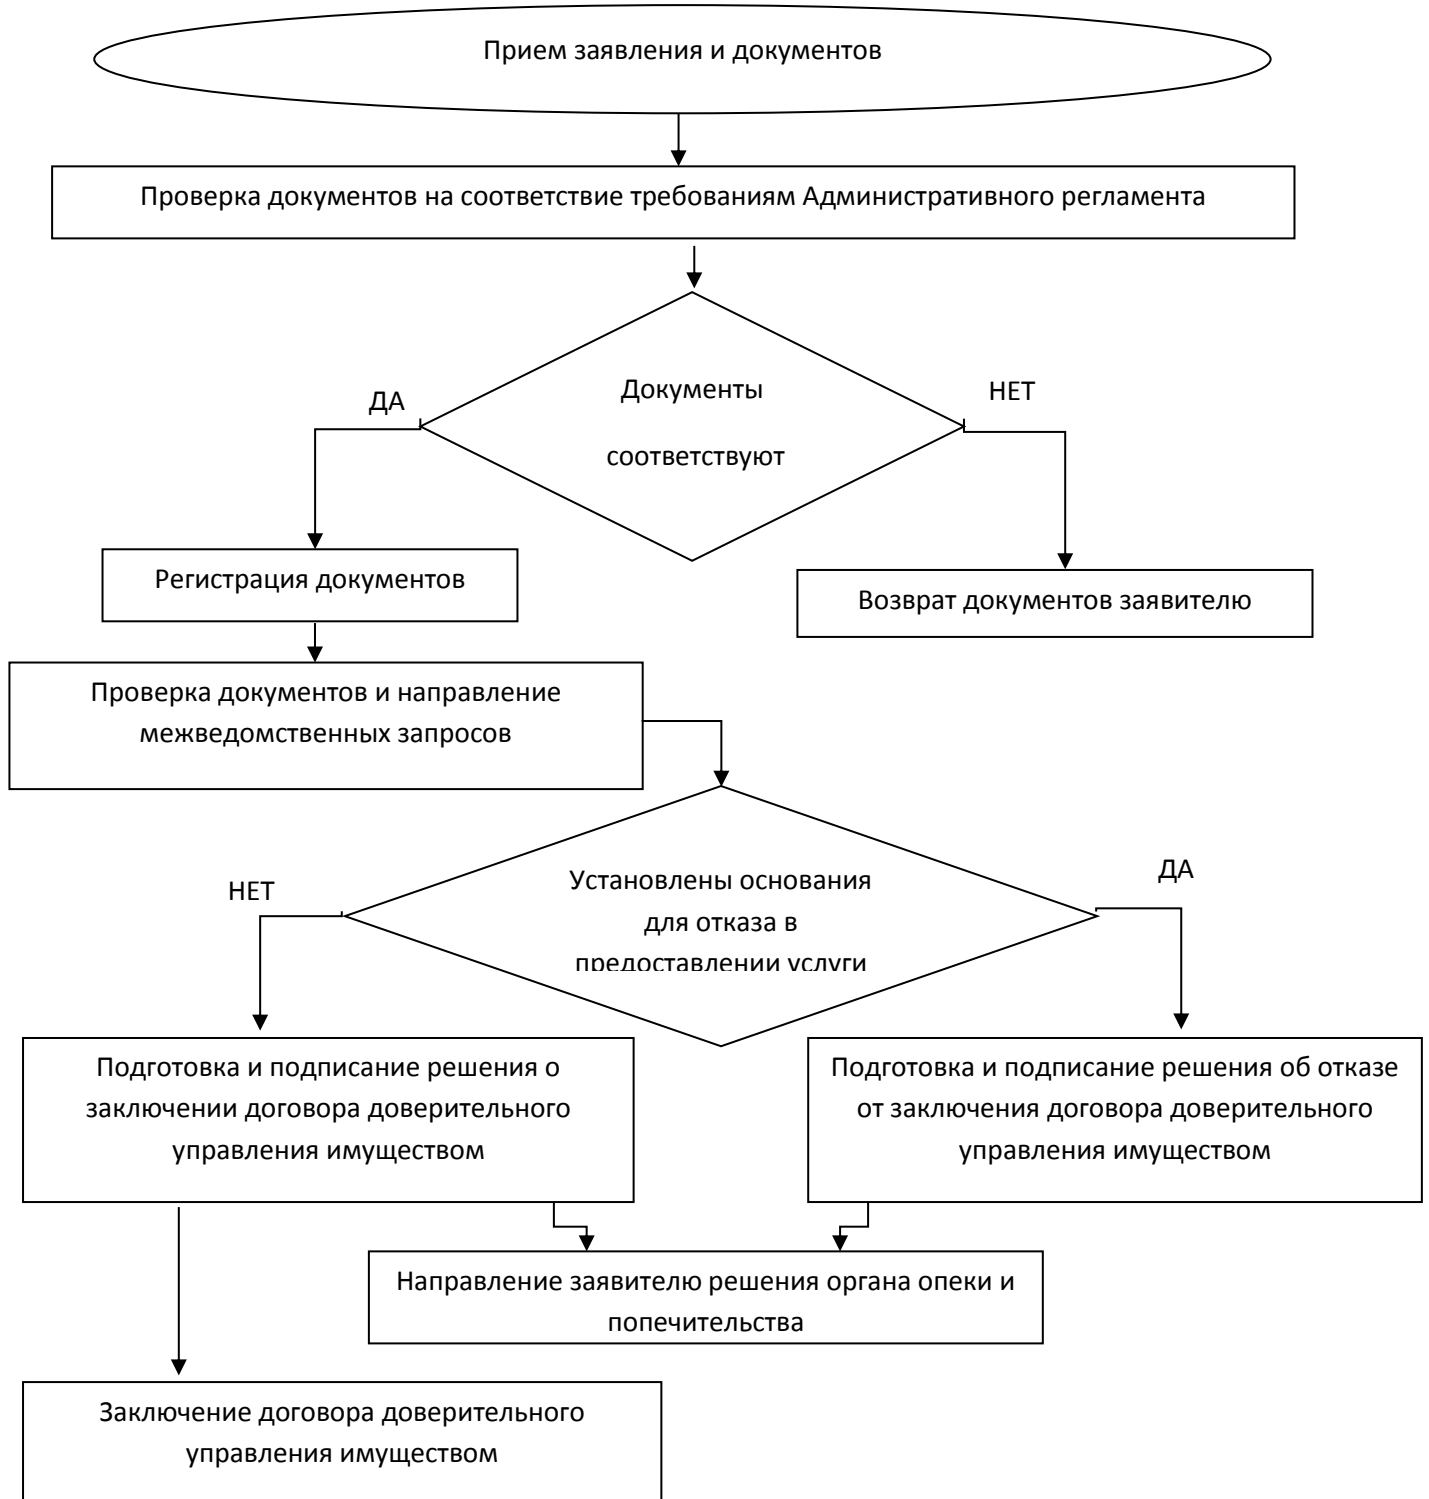 Прием заявления и документов
Проверка документов на соответствие требованиям Административного регламента
ДА
Документы
соответствуют
НЕТ
Регистрация документов
Возврат документов заявителю
Проверка документов и направление
межведомственных запросов
НЕТ
Установлены основания
для отказа в
предоставлении услуги
ДА
Подготовка и подписание решения о
заключении договора доверительного
управления имуществом
Подготовка и подписание решения об отказе
от заключения договора доверительного
управления имуществом
Направление заявителю решения органа опеки и
попечительства
Заключение договора доверительного
управления имуществом